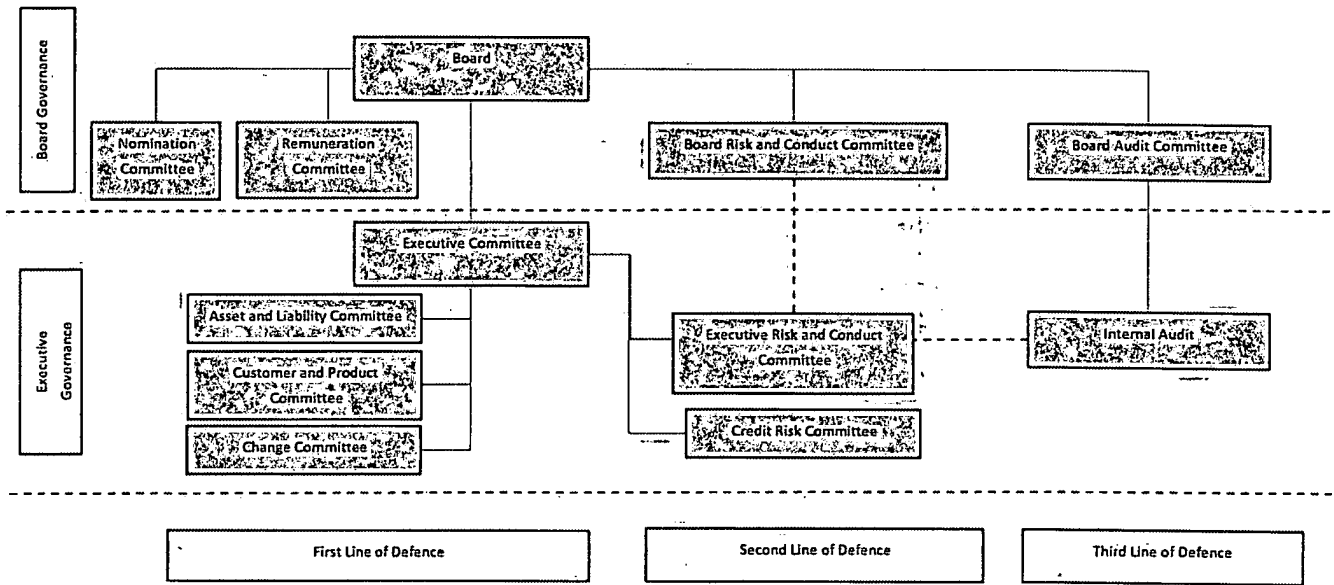 Board Governance
Board
Nomination
Committee
Remuneration
Committee
Board Risk and Conduct Committee
Board Audit Committee
Executive
Governance
Executive Committee
Asset and Liability Committee
Customer and Product
Committee
Change Committee
Executive Risk and Conduct
Committee
Credit Risk Committee
Internal Audit
First Line of Defence
Second Line of Defence
Third Line of Defence